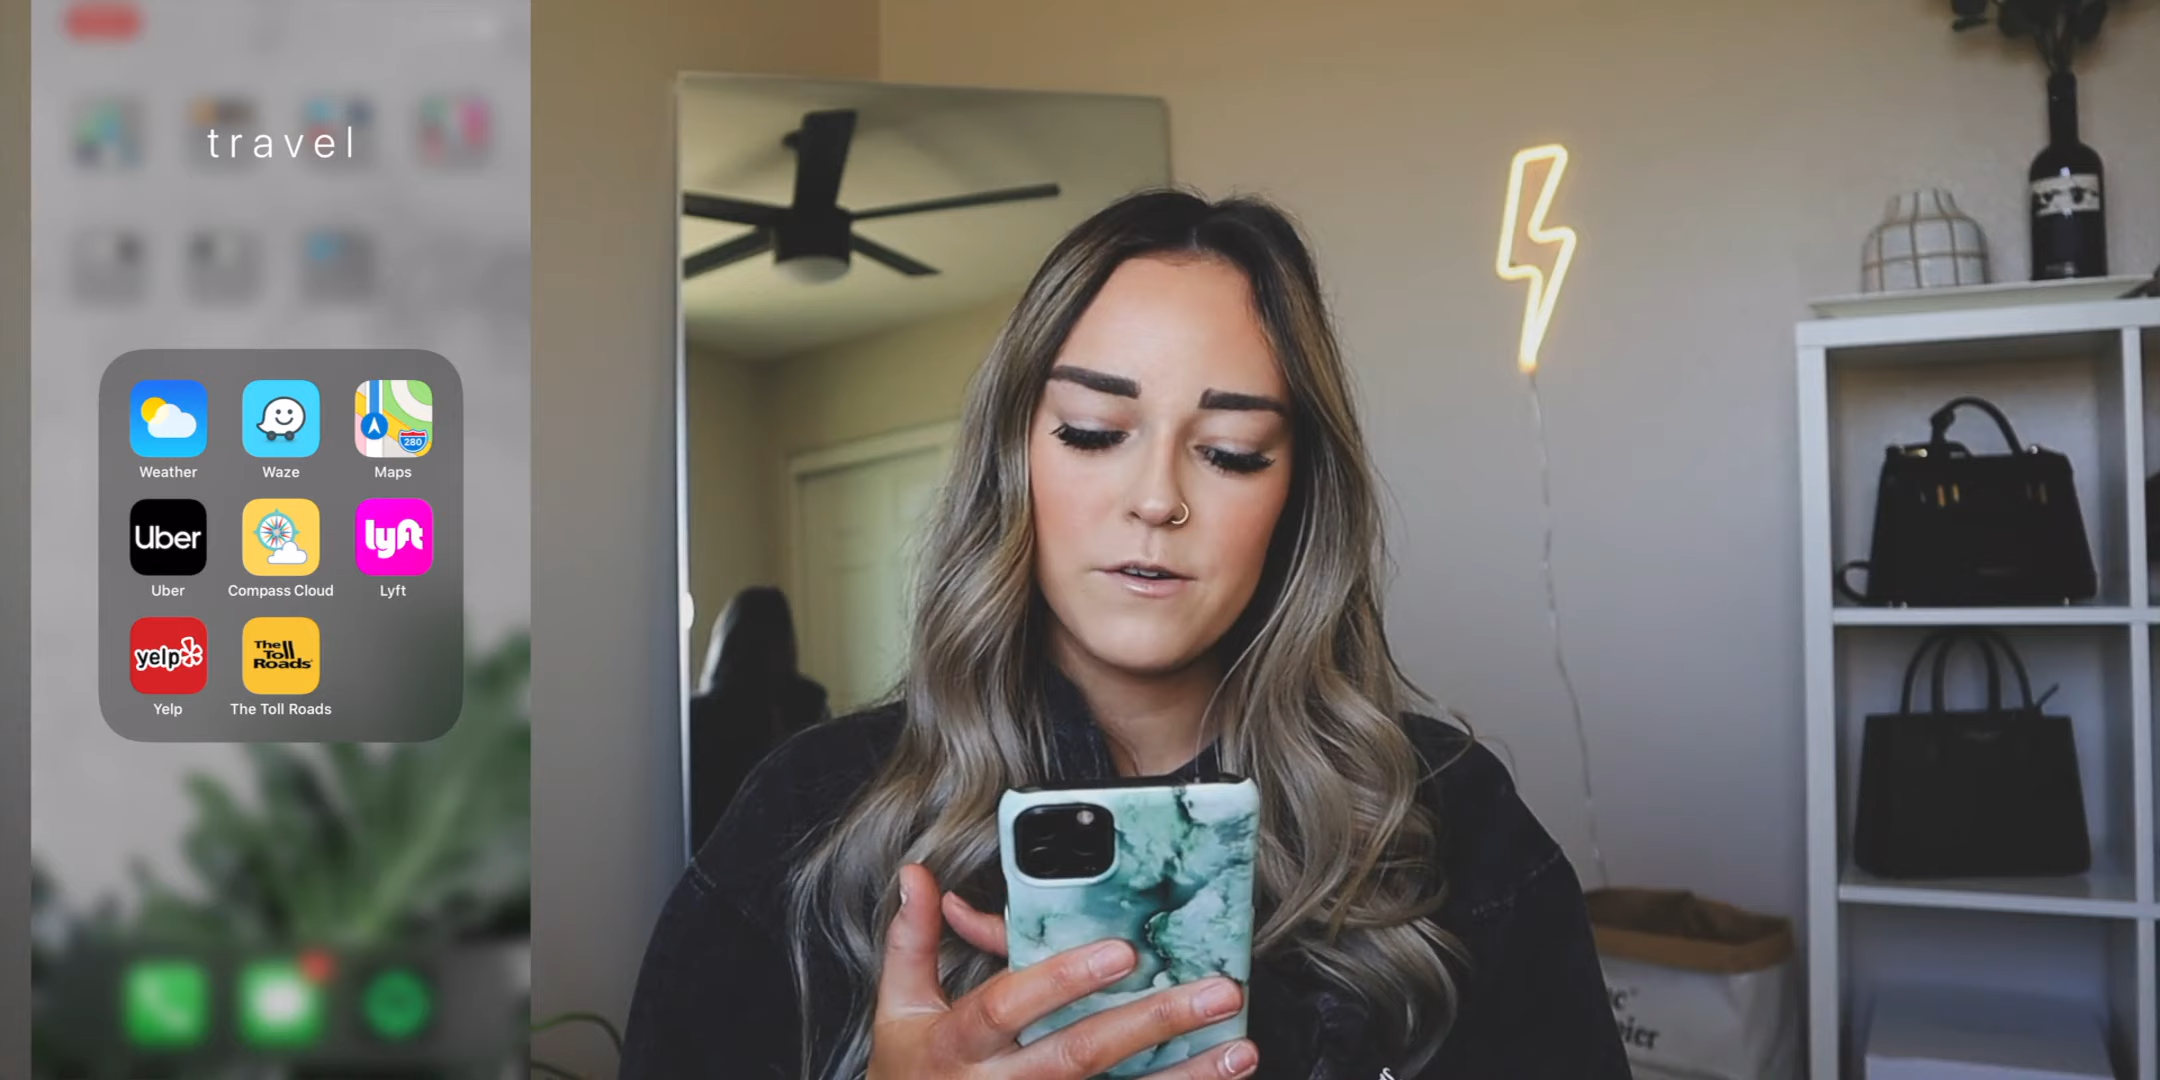 travel
280
Weather
Waze
Maps
Uber
lyft
Uber
Compass Cloud
Lyft
yelp
The
Toll
Roads
Yelp
The Toll Roads